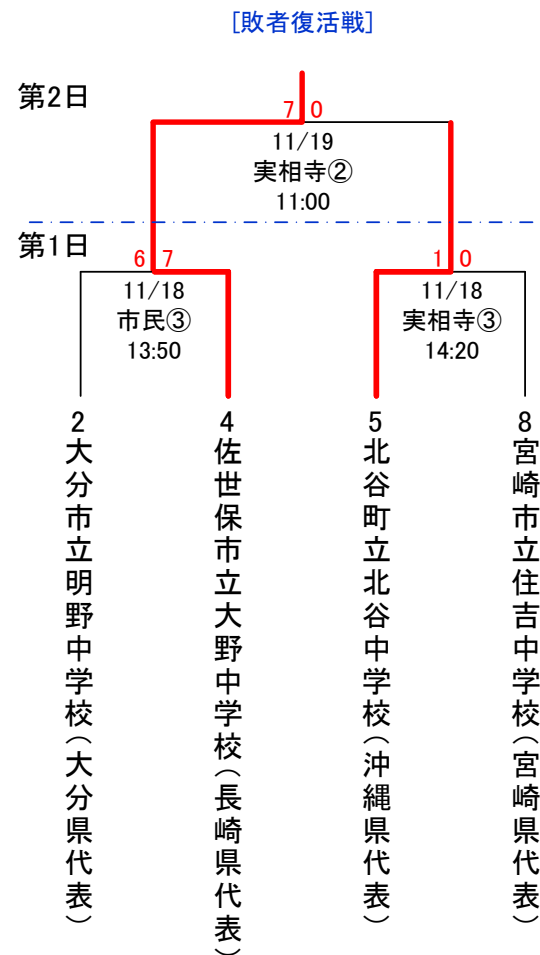 [敗者復活戦]
第2日
7 0
11/19
実相寺②
11:00
第1日
6 7
11/18
市民③
13:50
1 0
11/18
実相寺③
14:20
2
大分市立明野中学校(大分県代表)
4
佐世保市立大野中学校(長崎県代表)
5
北谷町立北谷中学校(沖縄県代表)
8
宮崎市立住吉中学校(宮崎県代表)